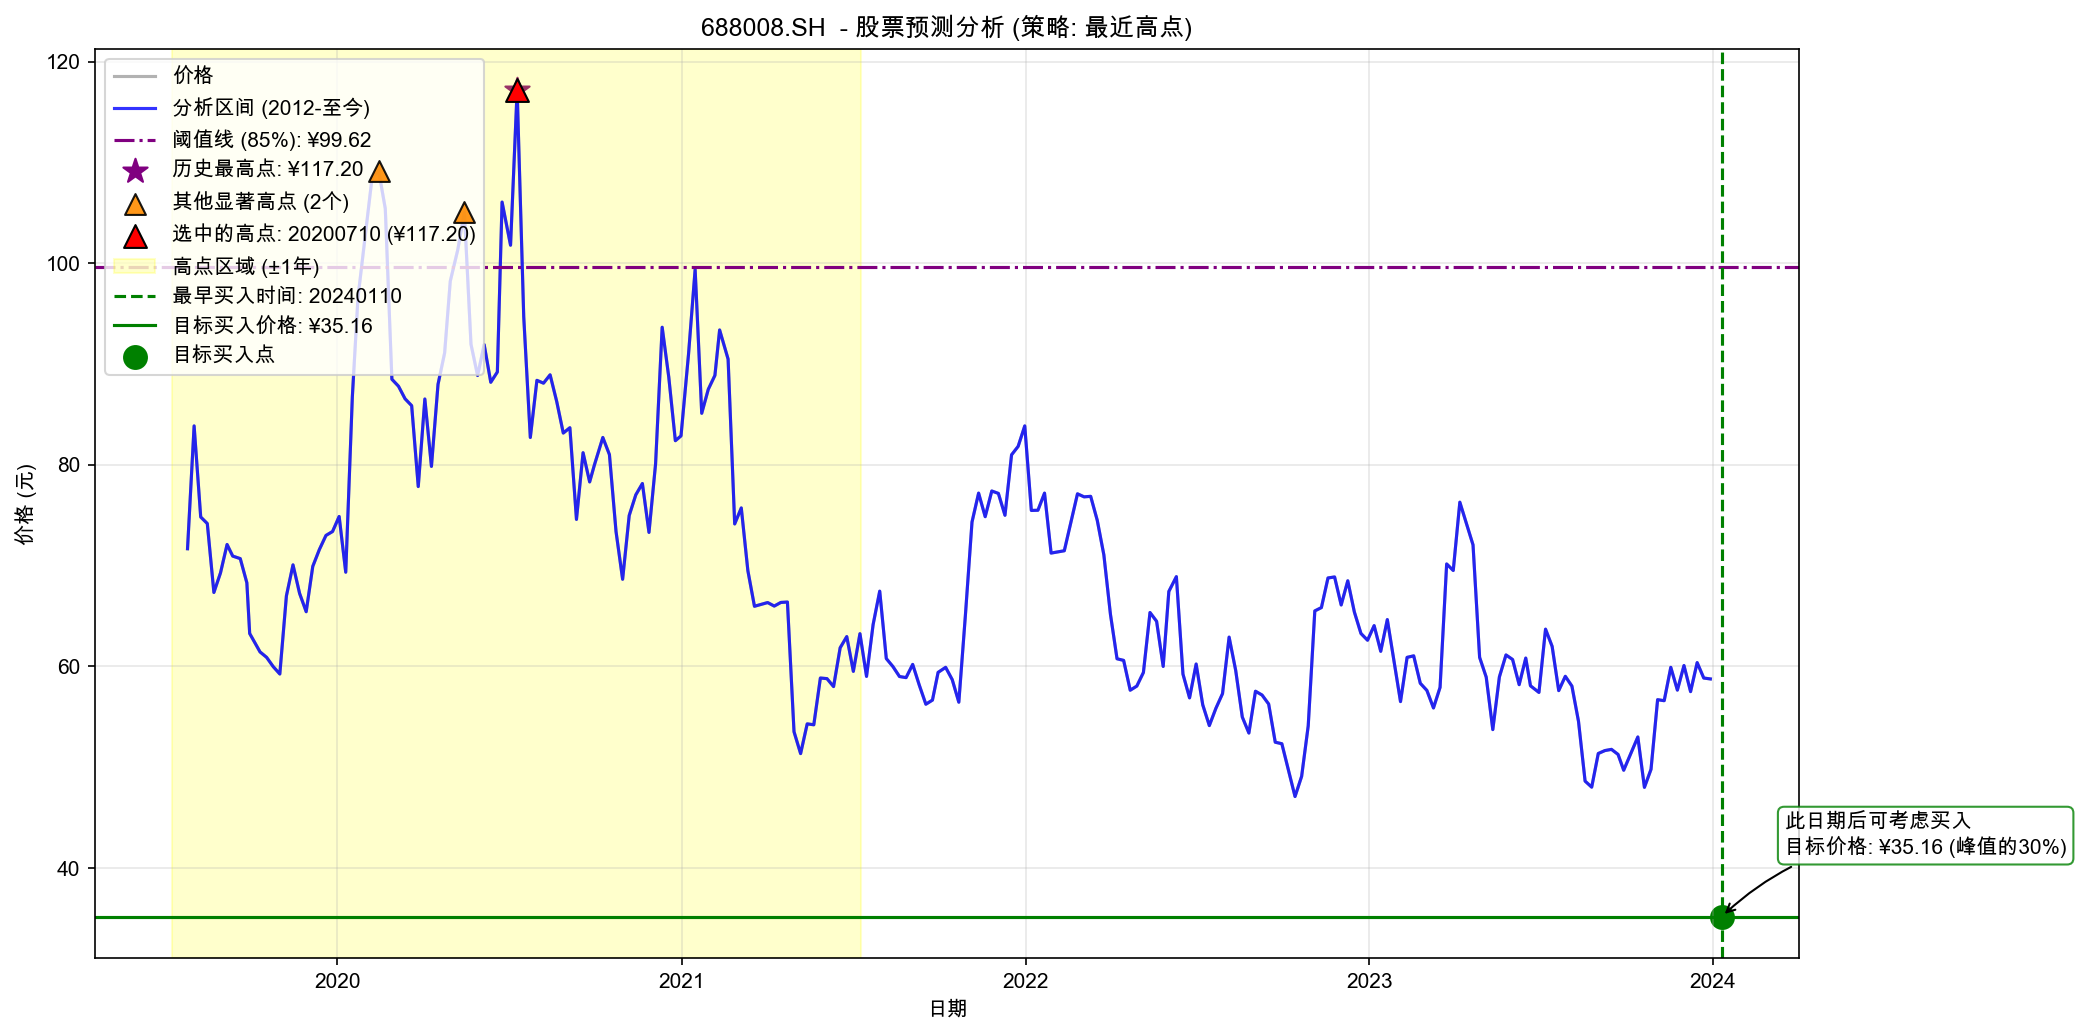 688008.SH - 股票预测分析 (策略: 最近高点)
价格
分析区间 (2012-至今)
阈值线 (85%): ¥99.62
历史最高点: ¥117.20
其他显著高点 (2个)
选中的高点: 20200710 (¥117.20)
高点区域 (±1年)
最早买入时间: 20240110
目标买入价格: ¥35.16
目标买入点
120
100
80
60
40
价格 (元)
此日期后可考虑买入
目标价格: ¥35.16 (峰值的30%)
2020
2021
2022
2023
2024
日期